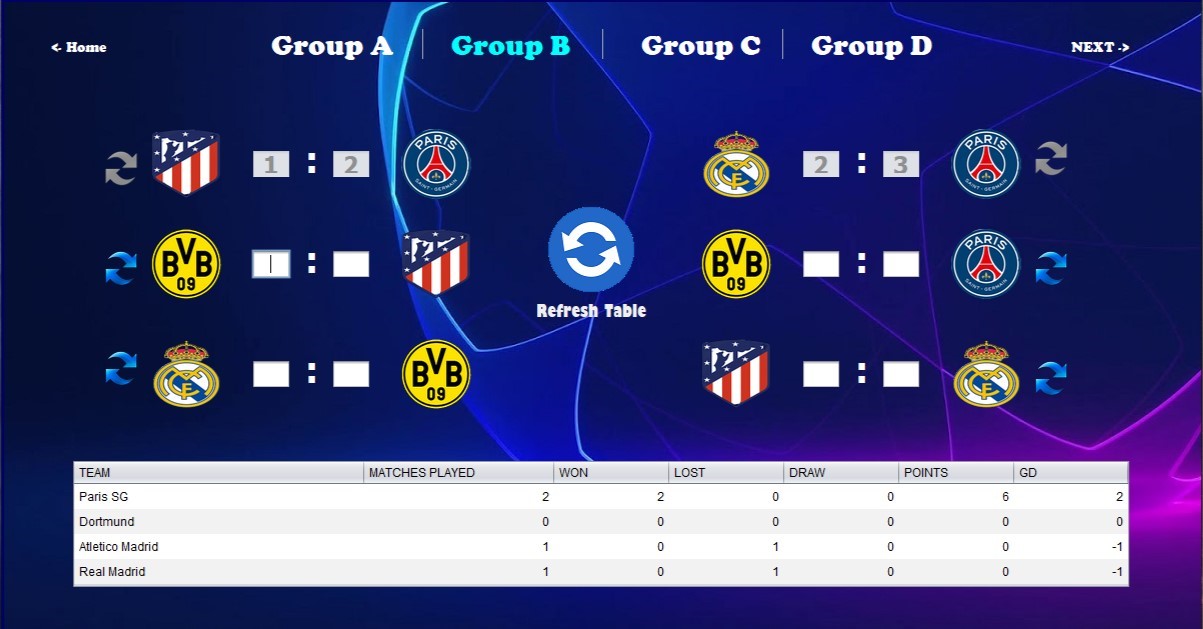 <- Home
Group A
Group B
Group C
Group D
NEXT ->
1 : 2
PARIS
SAINT-GERMAIN
2 : 3
PARIS
SAINT-GERMAIN
BVB
09
:
BVB
09
:
PARIS
SAINT-GERMAIN
Refresh Table
:
BVB
09
:
TEAM MATCHES PLAYED WON LOST DRAW POINTS GD
Paris SG 2 2 0 0 6 2
Dortmund 0 0 0 0 0 0
Atletico Madrid 1 0 1 0 0 -1
Real Madrid 1 0 1 0 0 -1